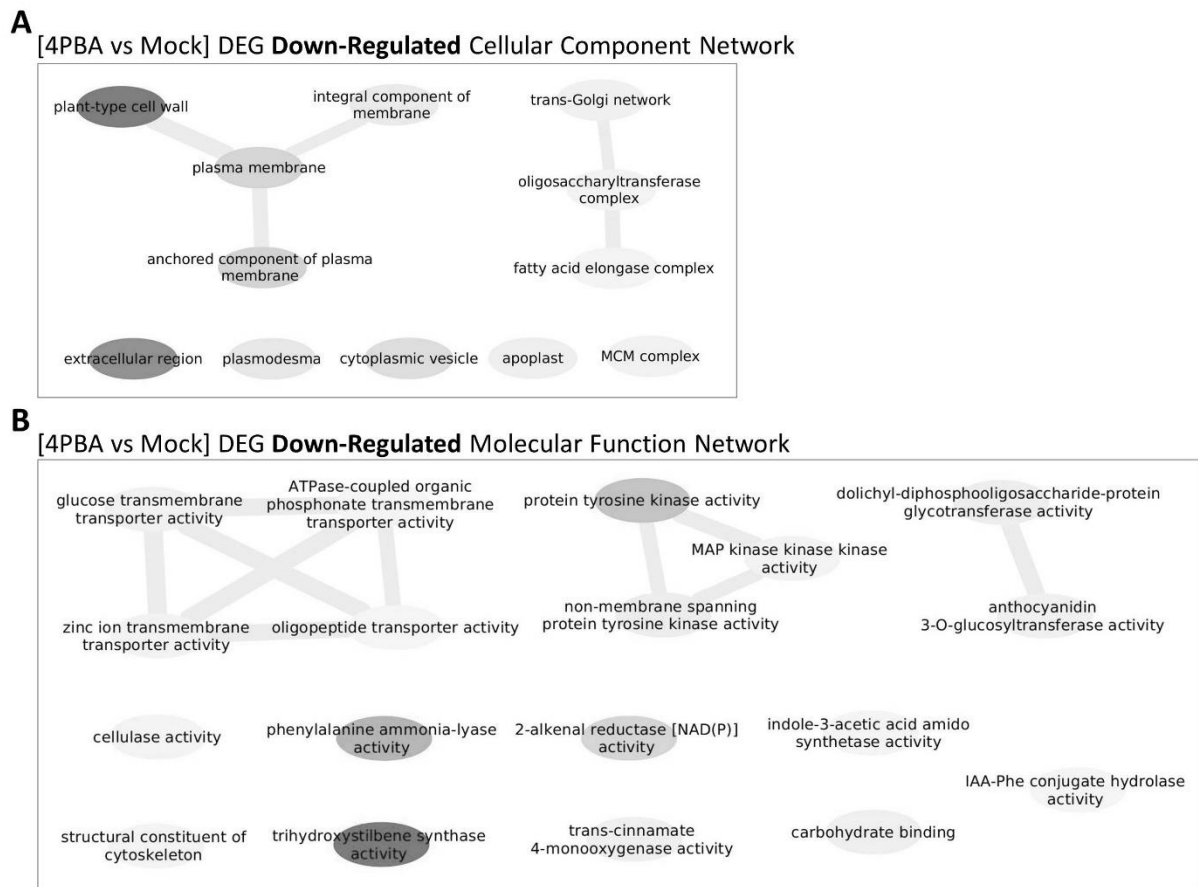 A
[4PBA vs Mock] DEG Down-Regulated Cellular Component Network
plant-type cell wall
integral component of
membrane
trans-Golgi network
plasma membrane
oligosaccharyltransferase
complex
anchored component of plasma
membrane
fatty acid elongase complex
extracellular region
plasmodesma
cytoplasmic vesicle
apoplast
MCM complex
B
[4PBA vs Mock] DEG Down-Regulated Molecular Function Network
glucose transmembrane
transporter activity
ATPase-coupled organic
phosphonate transmembrane
transporter activity
protein tyrosine kinase activity
dolichyl-diphosphooligosaccharide-protein
glycotransferase activity
MAP kinase kinase kinase
activity
zinc ion transmembrane
transporter activity
oligopeptide transporter activity
non-membrane spanning
protein tyrosine kinase activity
anthocyanidin
3-O-glucosyltransferase activity
cellulase activity
phenylalanine ammonia-lyase
activity
2-alkenal reductase [NAD(P)]
activity
indole-3-acetic acid amido
synthetase activity
IAA-Phe conjugate hydrolase
activity
structural constituent of
cytoskeleton
trihydroxystilbene synthase
activity
trans-cinnamate
4-monooxygenase activity
carbohydrate binding